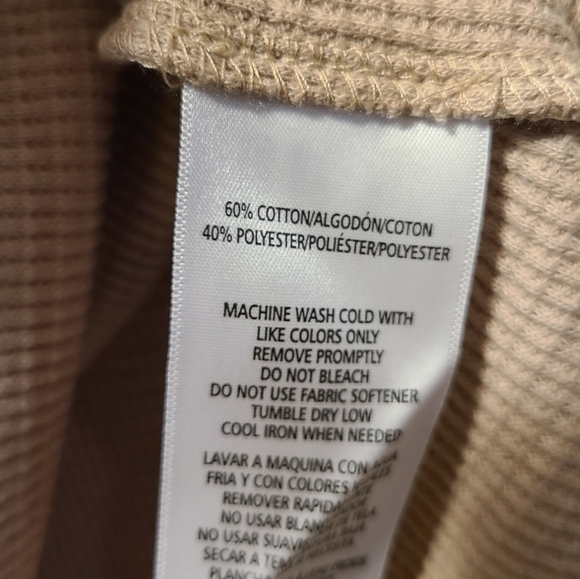 60% COTTON/ALGODÓN/COTON
40% POLYESTER/POLIÉSTER/POLYESTER
MACHINE WASH COLD WITH
LIKE COLORS ONLY
REMOVE PROMPTLY
DO NOT BLEACH
DO NOT USE FABRIC SOFTENER
TUMBLE DRY LOW
COOL IRON WHEN NEEDED
LAVAR A MAQUINA CON
FRIA Y CON COLORES
REMOVER
NO USAR
NO USAR
SECAR A